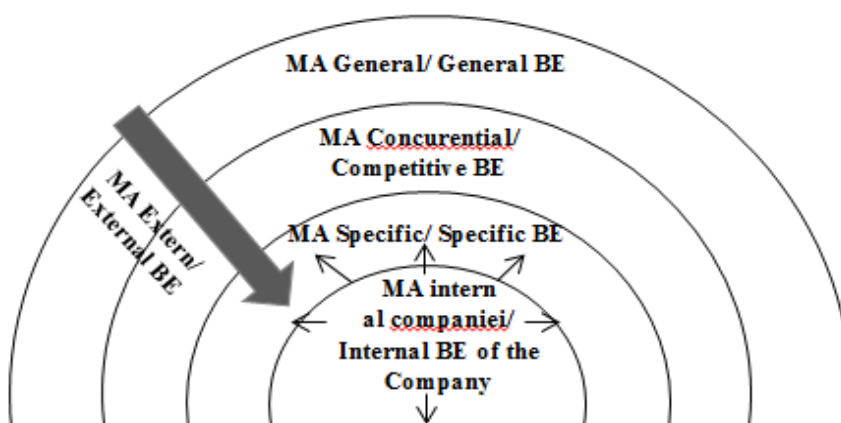 MA General/ General BE
MA Concurential/
Competitive BE
MA Extern/
External BE
MA Specific/ Specific BE
MA intern
al companiei/
Internal BE of the
Company